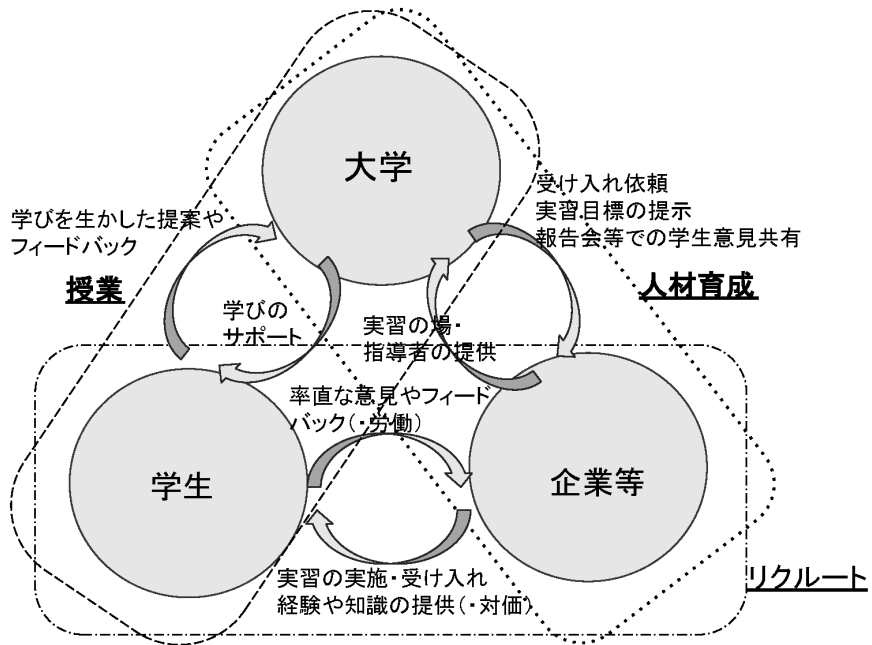 大学
受け入れ依頼
実習目標の提示
報告会等での学生意見共有
学びを生かした提案や
フィードバック
授業
人材育成
学びの
サポート
実習の場・
指導者の提供
率直な意見やフィード
バック(・労働)
学生
企業等
実習の実施・受け入れ
経験や知識の提供(・対価)
リクルート